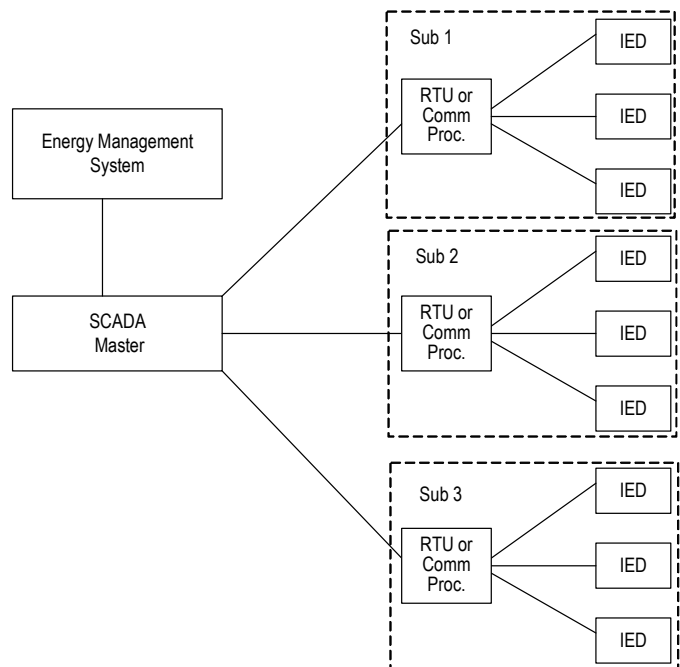 Energy Management
System
SCADA
Master
Sub 1
RTU or
Comm
Proc.
IED
IED
IED
Sub 2
RTU or
Comm
Proc.
IED
IED
IED
Sub 3
RTU or
Comm
Proc.
IED
IED
IED